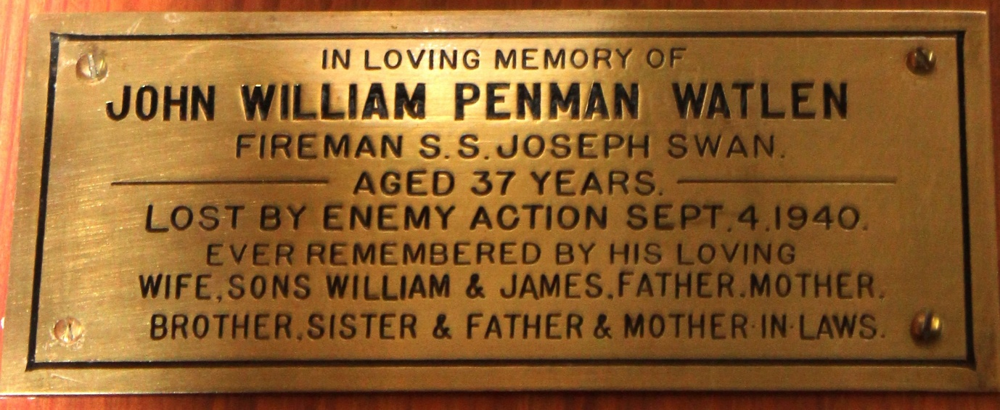 IN LOVING MEMORY OF
JOHN WILLIAM PENMAN WATLEN
FIREMAN S.S. JOSEPH SWAN.
AGED 37 YEARS.
LOST BY ENEMY ACTION SEPT. 4. 1940.
EVER REMEMBERED BY HIS LOVING
WIFE, SONS WILLIAM & JAMES. FATHER. MOTHER.
BROTHER, SISTER & FATHER & MOTHER·IN·LAWS.